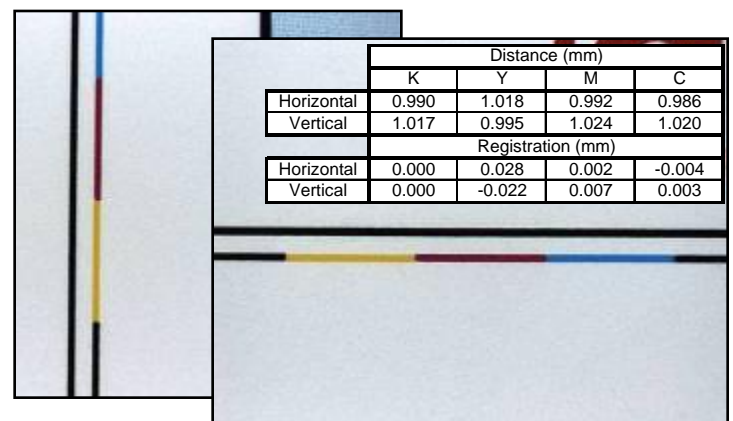 Distance (mm)
K Y M C
Horizontal 0.990 1.018 0.992 0.986
Vertical 1.017 0.995 1.024 1.020
Registration (mm)
Horizontal 0.000 0.028 0.002 -0.004
Vertical 0.000 -0.022 0.007 0.003